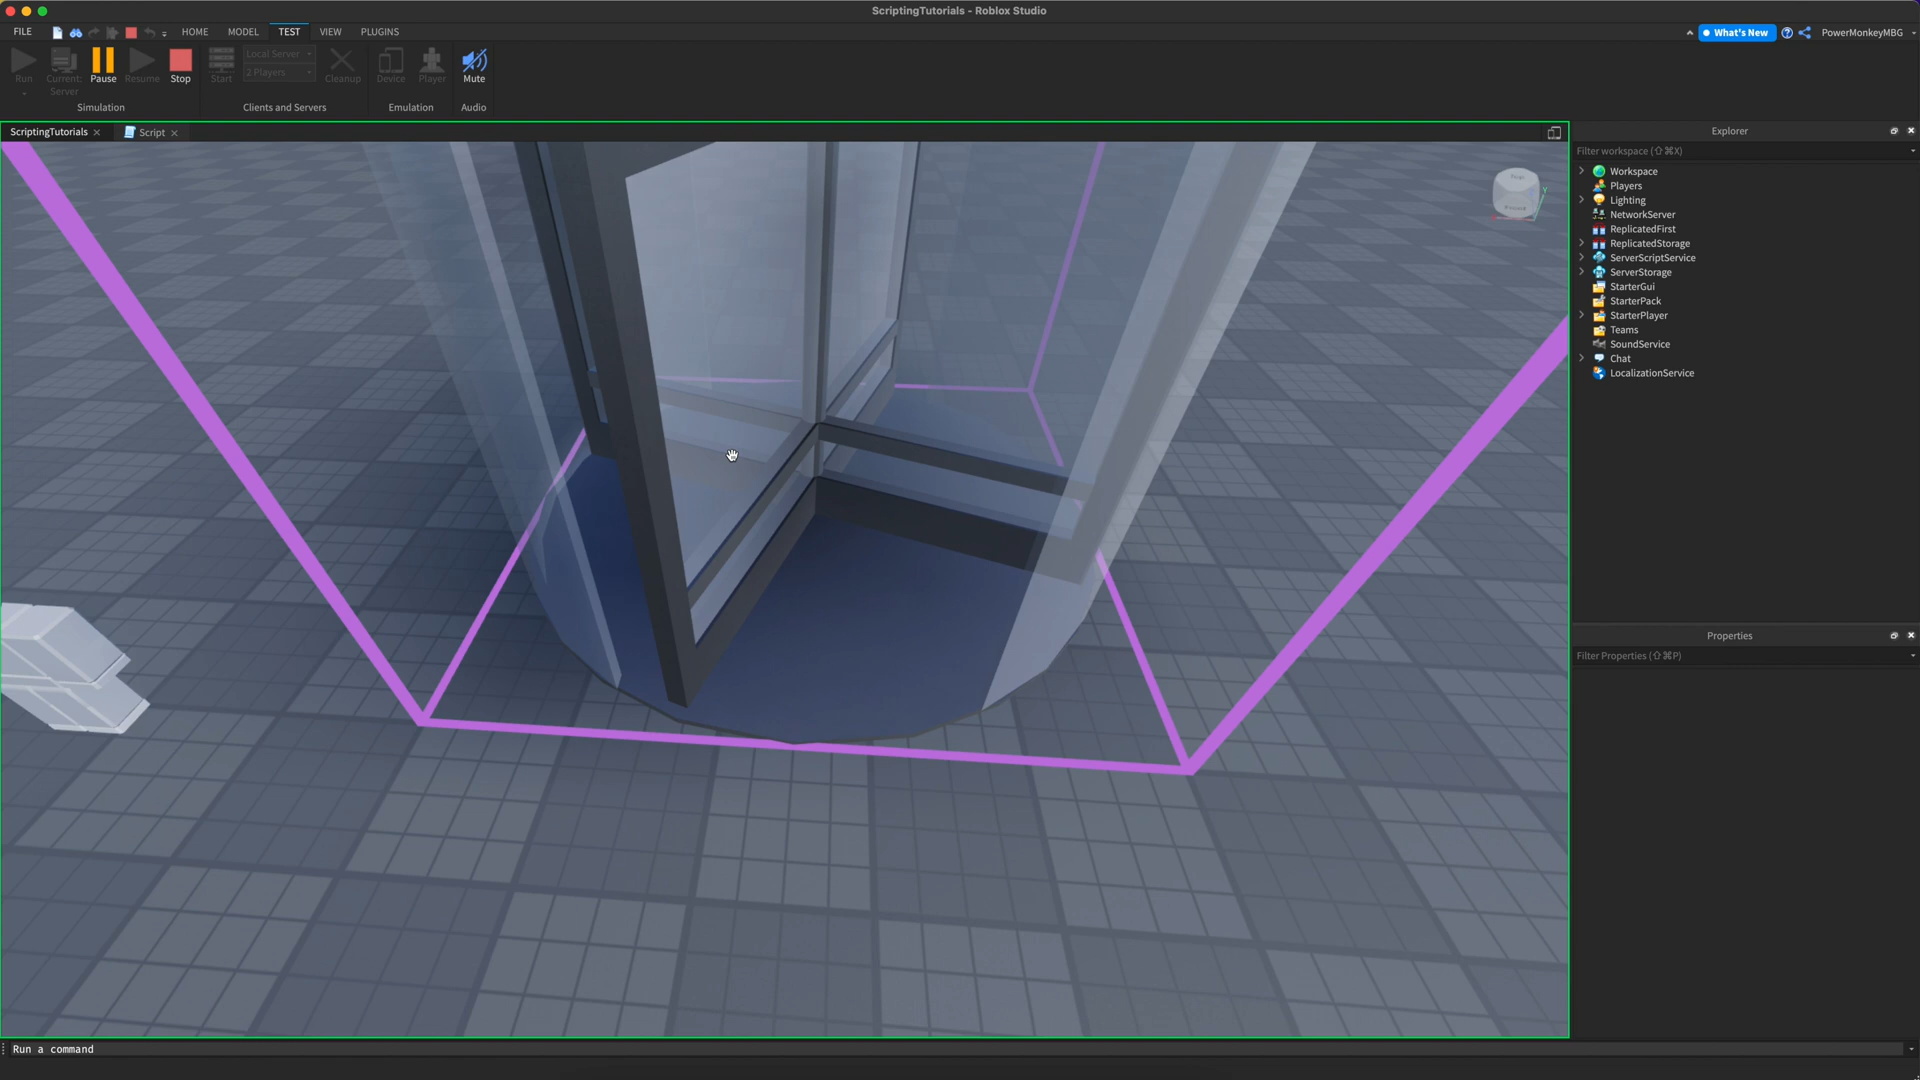 ScriptingTutorials - Roblox Studio
FILE HOME MODEL TEST VIEW PLUGINS
What's New PowerMonkeyMBG
Run Current: Server Pause Resume Stop Start Local Server 2 Players Cleanup Device Player Mute
Simulation Clients and Servers Emulation Audio
ScriptingTutorials Script
Explorer
Filter workspace (⇧⌘X)
Workspace
Players
Lighting
NetworkServer
ReplicatedFirst
ReplicatedStorage
ServerScriptService
ServerStorage
StarterGui
StarterPack
StarterPlayer
Teams
SoundService
Chat
LocalizationService
Properties
Filter Properties (⇧⌘P)
Y
Run a command